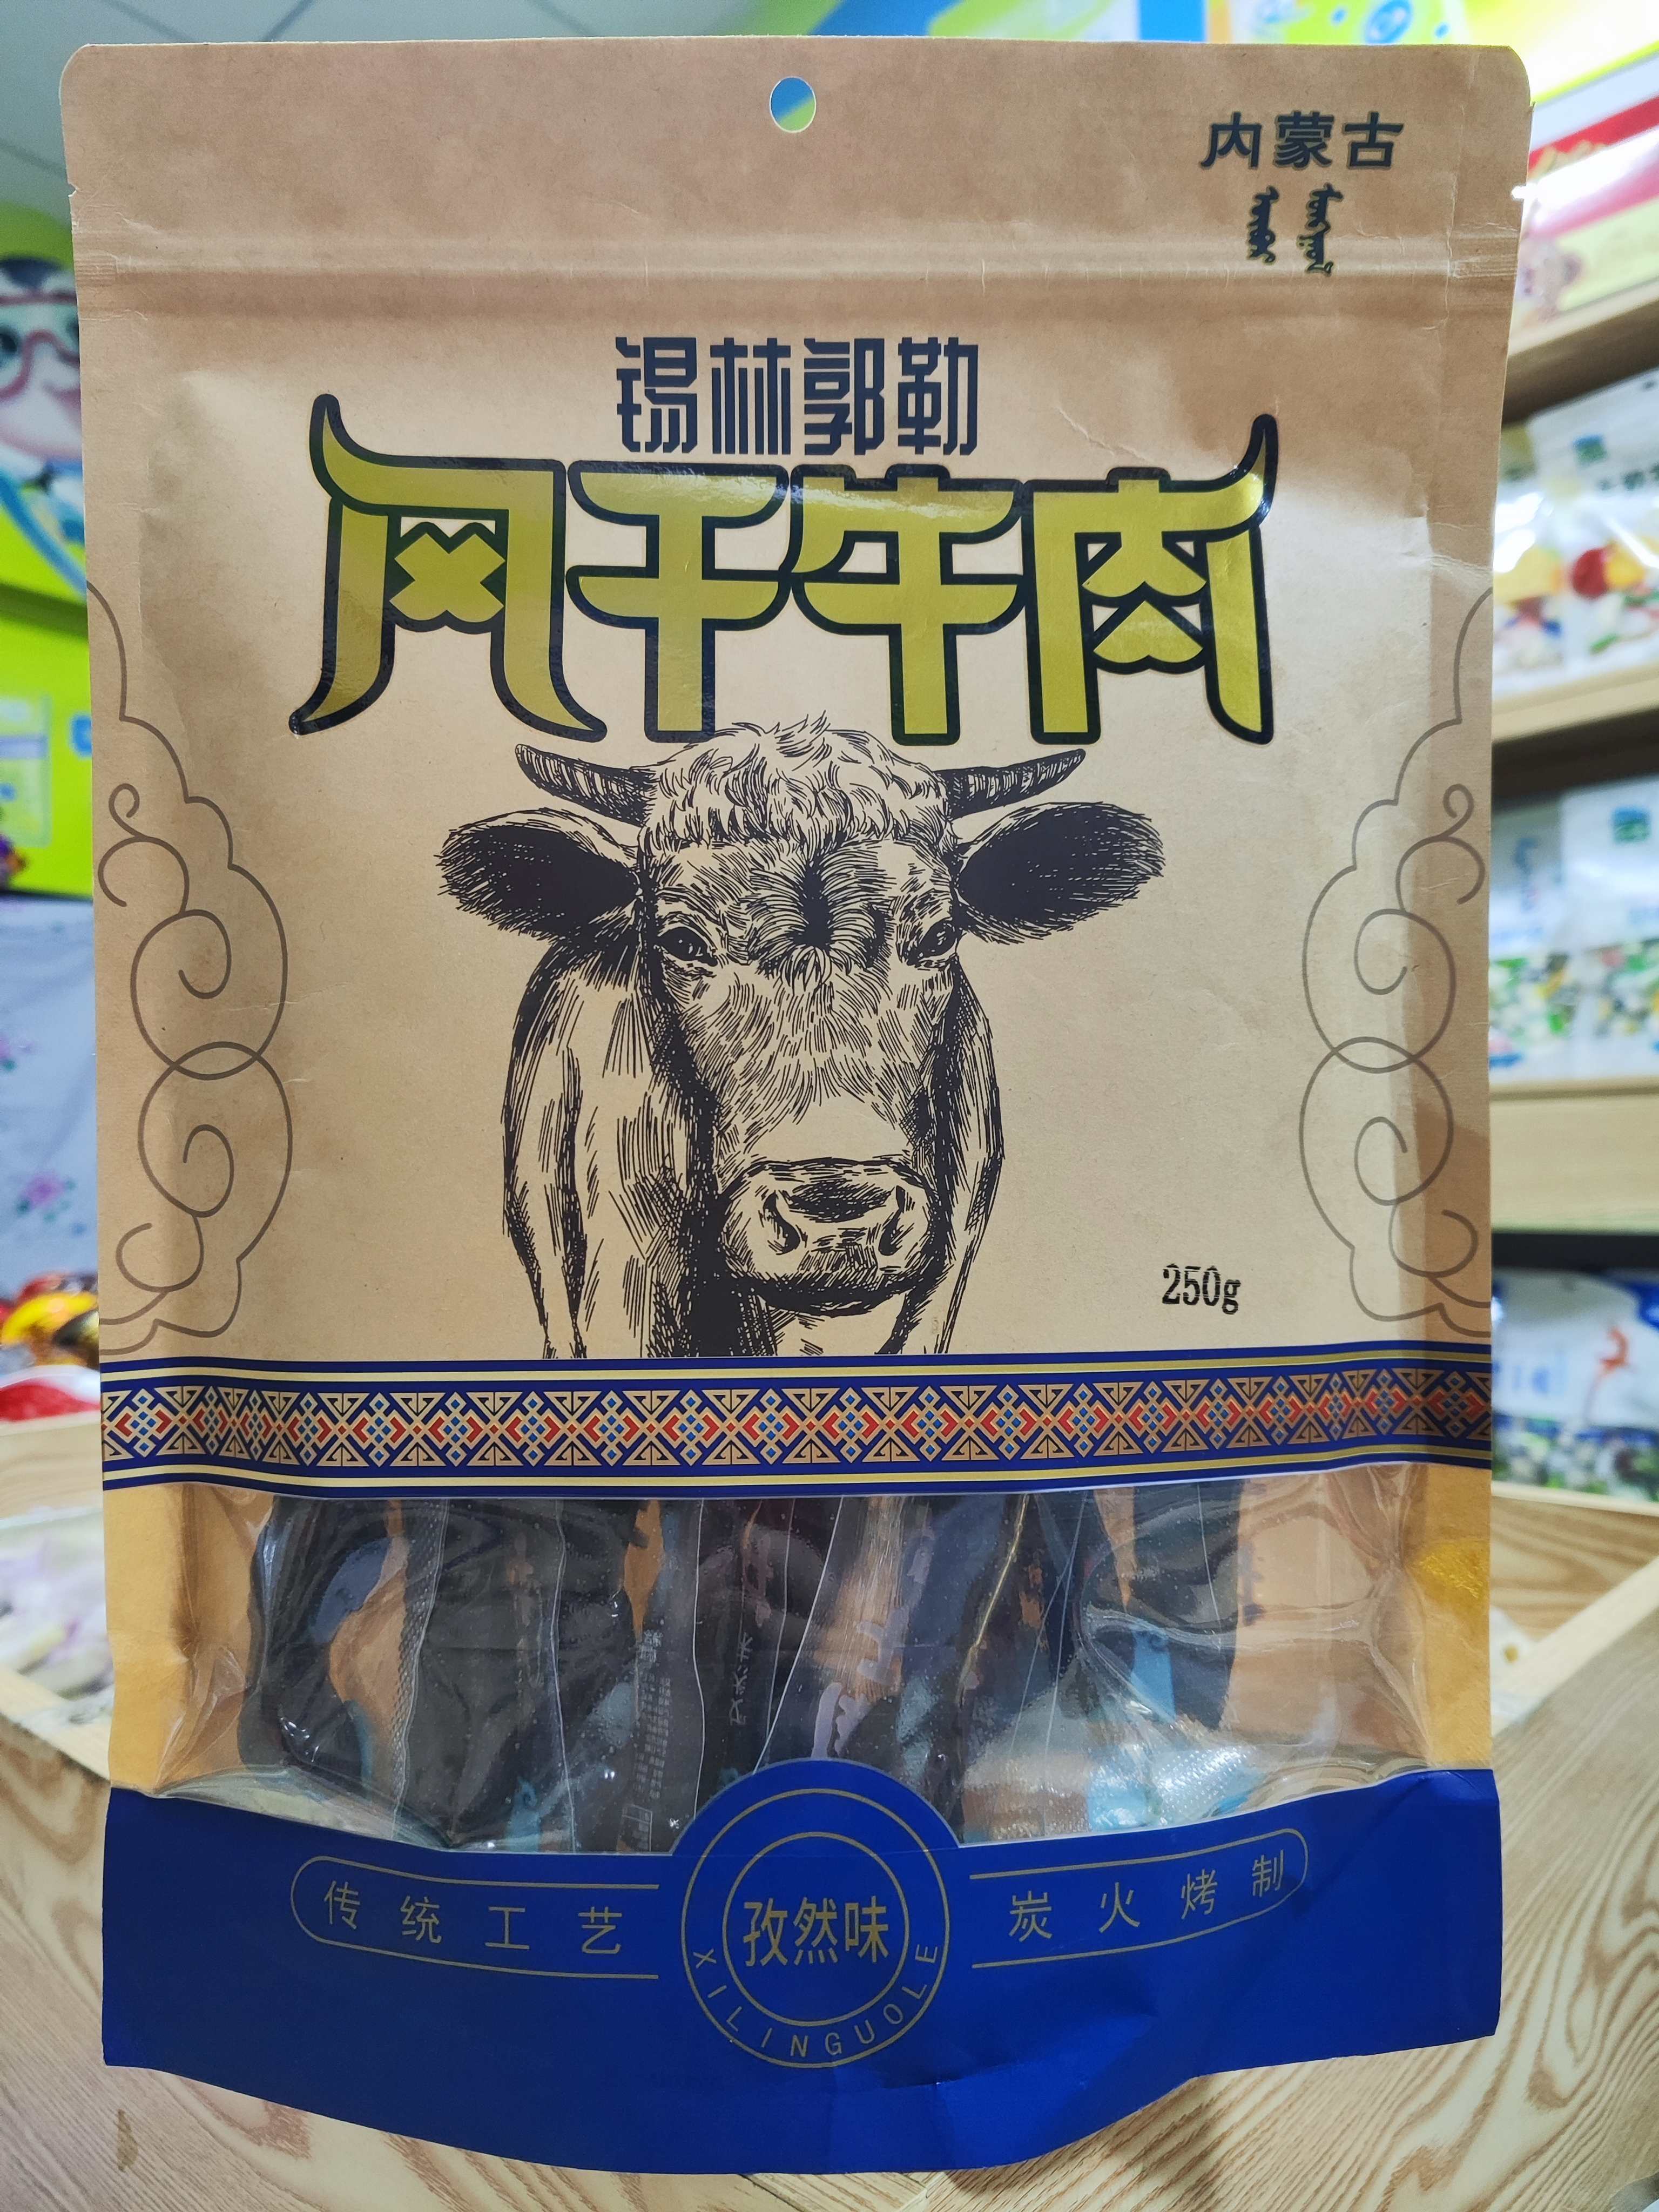 内蒙古
锡林郭勒
风干牛肉
250g
传统工艺
孜然味
炭火烤制
XILINGUOLE